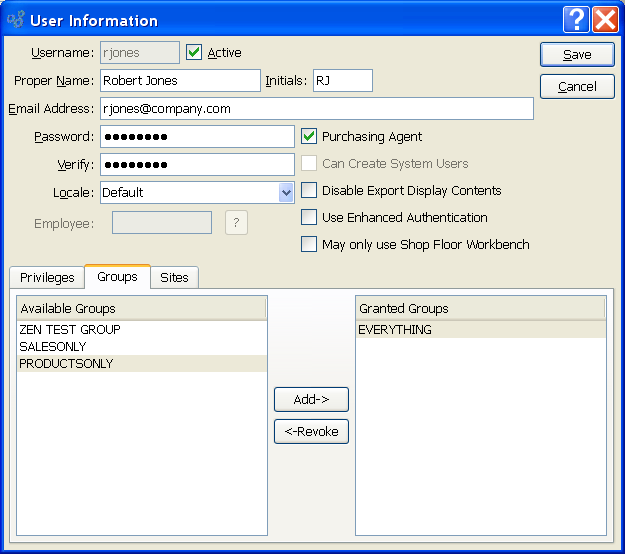 User Information
Username: rjones Active
Save
Proper Name: Robert Jones Initials: RJ
Cancel
Email Address: rjones@company.com
Password: ●●●●●●●● Purchasing Agent
Verify: ●●●●●●●● Can Create System Users
Locale: Default Disable Export Display Contents
Employee: ? Use Enhanced Authentication
May only use Shop Floor Workbench
Privileges Groups Sites
Available Groups Granted Groups
ZEN TEST GROUP EVERYTHING
SALESONLY
PRODUCTSONLY
Add->
<-Revoke